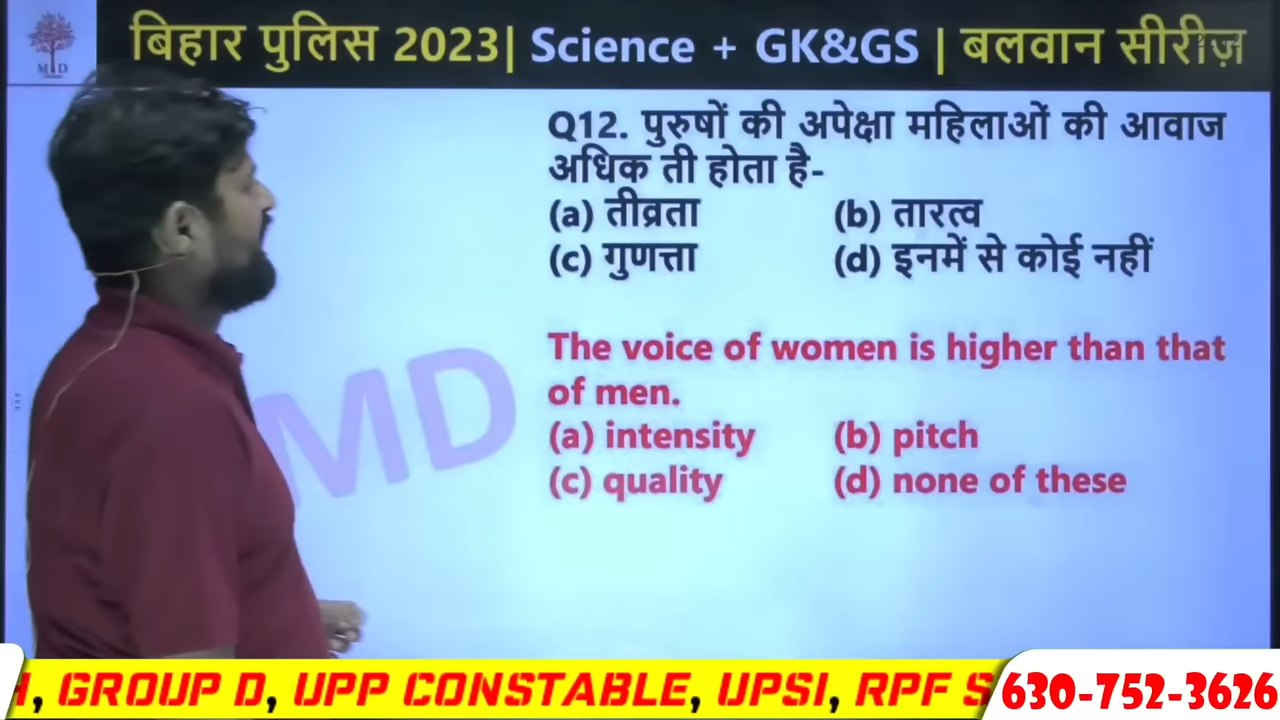 बिहार पुलिस 2023| Science + GK&GS | बलवान सीरीज़
MD
Q12. पुरुषों की अपेक्षा महिलाओं की आवाज
अधिक ती होता है-
(a) तीव्रता (b) तारत्व
(c) गुणत्ता (d) इनमें से कोई नहीं
The voice of women is higher than that
of men.
(a) intensity (b) pitch
(c) quality (d) none of these
MD
H, GROUP D, UPP CONSTABLE, UPSI, RPF S
630-752-3626